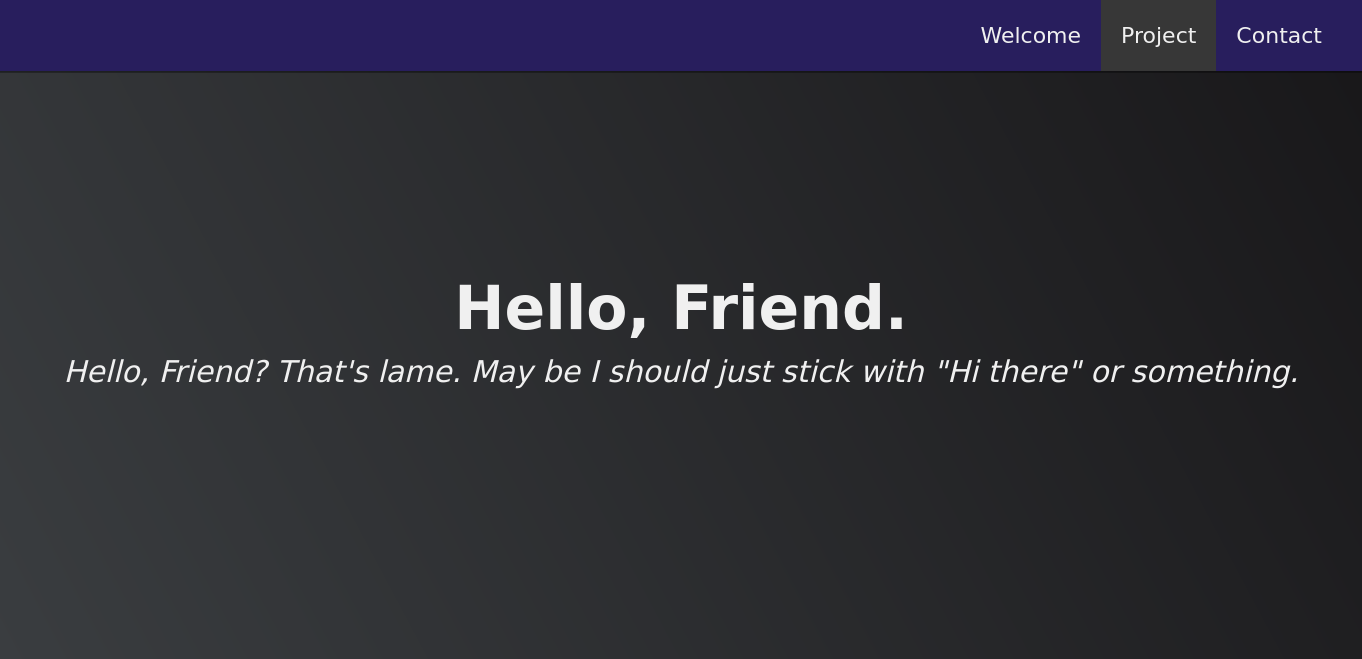 Welcome Project Contact
Hello, Friend.
Hello, Friend? That's lame. May be I should just stick with "Hi there" or something.